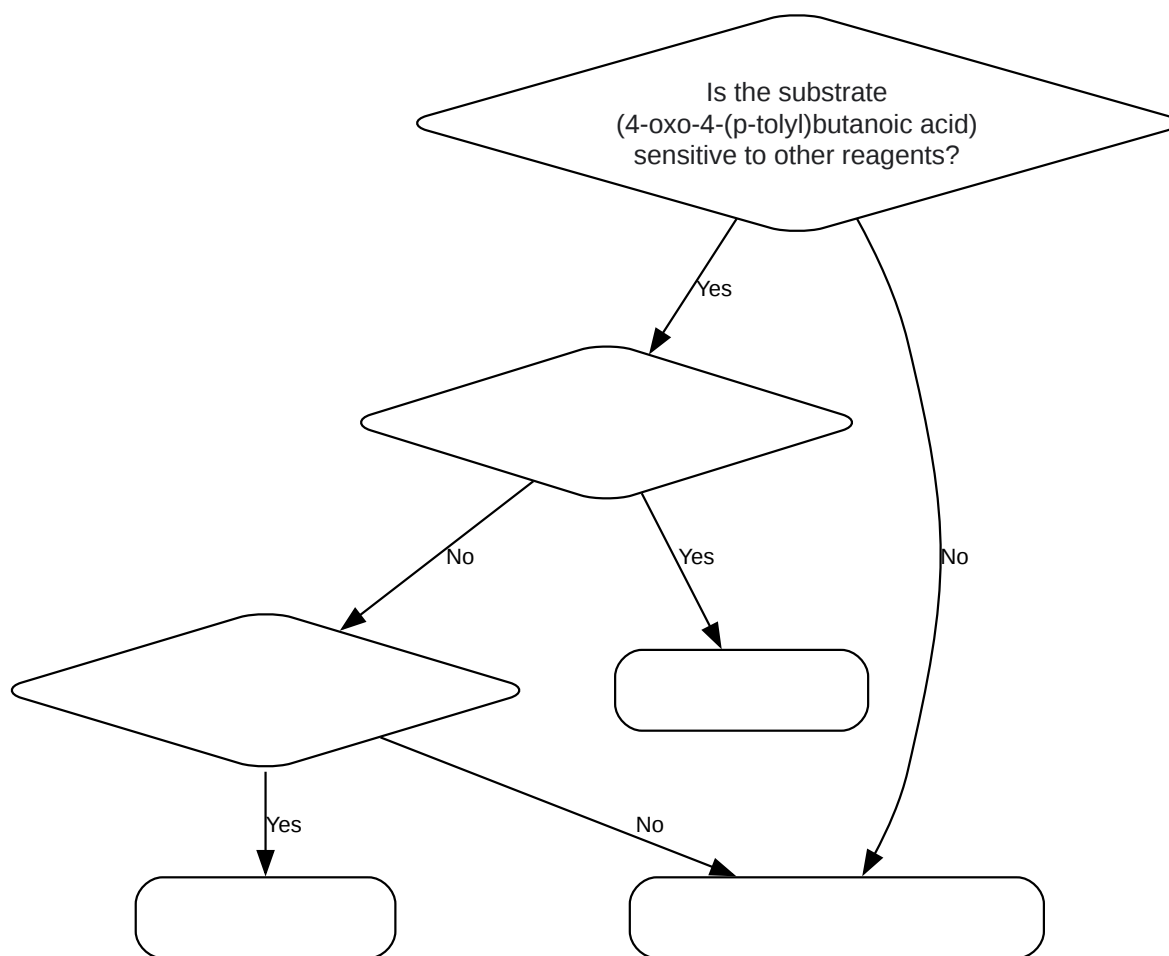 Is the substrate
(4-oxo-4-(p-tolyl)butanoic acid)
sensitive to other reagents?
Yes
No
Yes
No
Yes
No